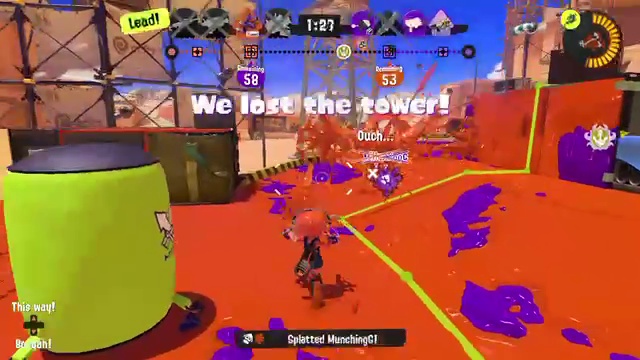 Lead!
1:27
Remaining
58
Remaining
53
We lost the tower!
Ouch...
This way!
Booyah!
Splatted MunchingG!